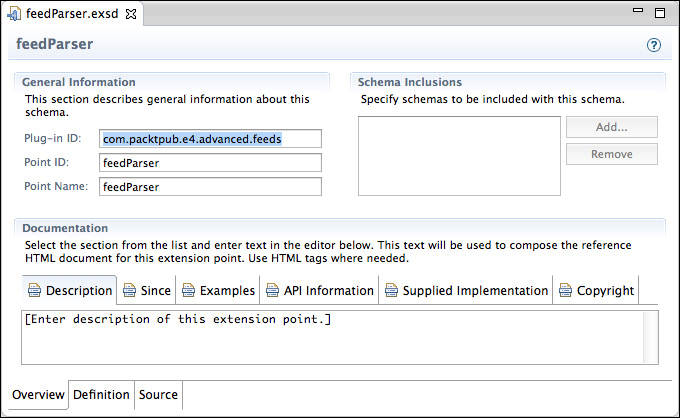 feedParser.exsd
feedParser
General Information
This section describes general information about this
schema.
Plug-in ID: com.packtpub.e4.advanced.feeds
Point ID: feedParser
Point Name: feedParser
Schema Inclusions
Specify schemas to be included with this schema.
Add...
Remove
Documentation
Select the section from the list and enter text in the editor below. This text will be used to compose the reference
HTML document for this extension point. Use HTML tags where needed.
Description Since Examples API Information Supplied Implementation Copyright
[Enter description of this extension point.]
Overview Definition Source